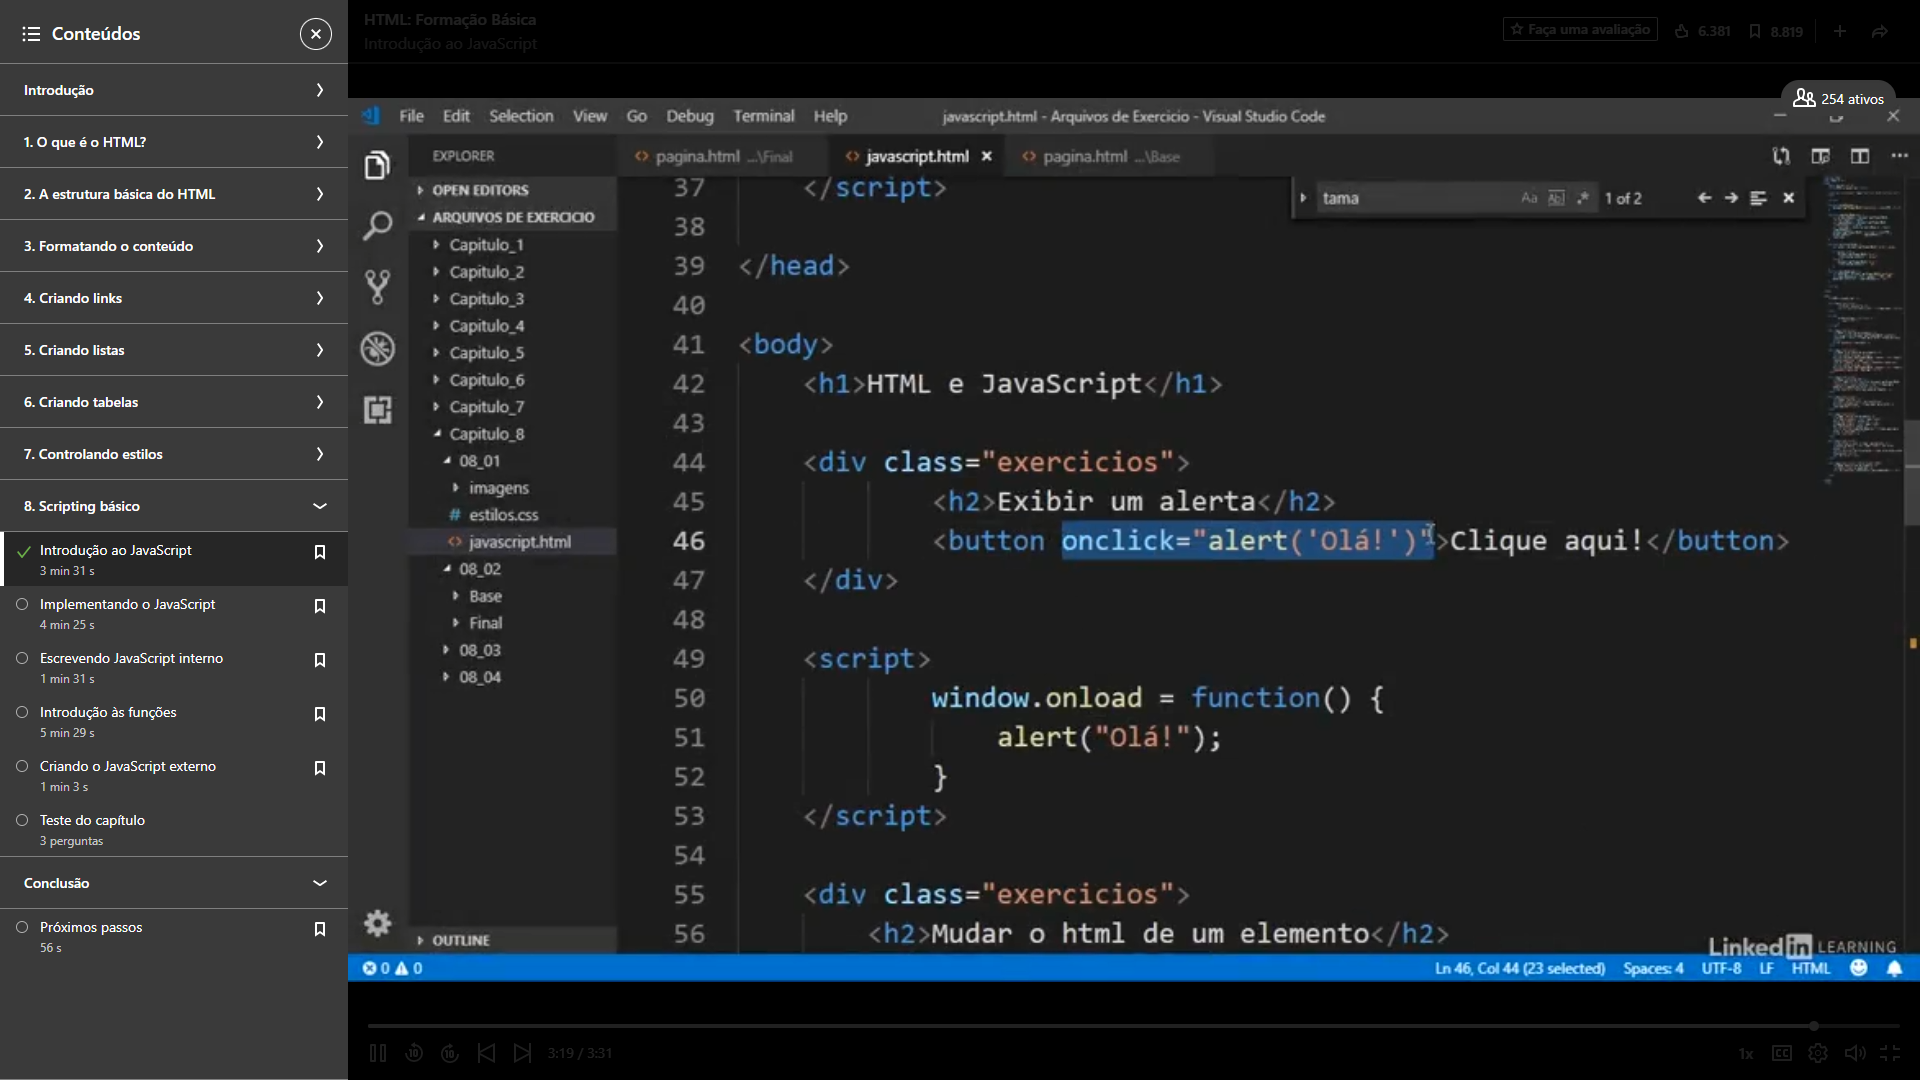 Conteúdos
Introdução
1. O que é o HTML?
2. A estrutura básica do HTML
3. Formatando o conteúdo
4. Criando links
5. Criando listas
6. Criando tabelas
7. Controlando estilos
8. Scripting básico
Introdução ao JavaScript
3 min 31 s
Implementando o JavaScript
4 min 25 s
Escrevendo JavaScript interno
1 min 31 s
Introdução às funções
5 min 29 s
Criando o JavaScript externo
1 min 3 s
Teste do capítulo
3 perguntas
Conclusão
Próximos passos
56 s
HTML: Formação Básica
Introdução ao JavaScript
Faça uma avaliação
6.381
8.819
254 ativos
File Edit Selection View Go Debug Terminal Help
javascript.html - Arquivos de Exercicio - Visual Studio Code
EXPLORER
OPEN EDITORS
ARQUIVOS DE EXERCICIO
Capitulo_1
Capitulo_2
Capitulo_3
Capitulo_4
Capitulo_5
Capitulo_6
Capitulo_7
Capitulo_8
08_01
imagens
# estilos.css
<> javascript.html
08_02
Base
Final
08_03
08_04
OUTLINE
<> pagina.html ...\Final
<> javascript.html
<> pagina.html ...\Base
tama
Aa Abl .*
1 of 2
37 </script>
38
39 </head>
40
41 <body>
42 <h1>HTML e JavaScript</h1>
43
44 <div class="exercicios">
45 <h2>Exibir um alerta</h2>
46 <button onclick="alert('Olá!')">Clique aqui!</button>
47 </div>
48
49 <script>
50 window.onload = function() {
51 alert("Olá!");
52 }
53 </script>
54
55 <div class="exercicios">
56 <h2>Mudar o html de um elemento</h2>
Linked in LEARNING
0 0
Ln 46, Col 44 (23 selected) Spaces: 4 UTF-8 LF HTML
10
10
3:19 / 3:31
1x
CC